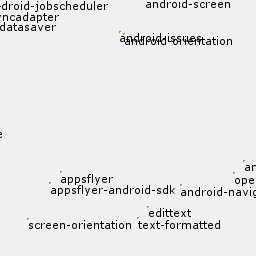 android-screen
-droid-jobscheduler
ncadapter
datasaver
android-issues
android-orientation
e
an
appsflyer
ope
appsflyer-android-sdk
android-navig
edittext
screen-orientation
text-formatted